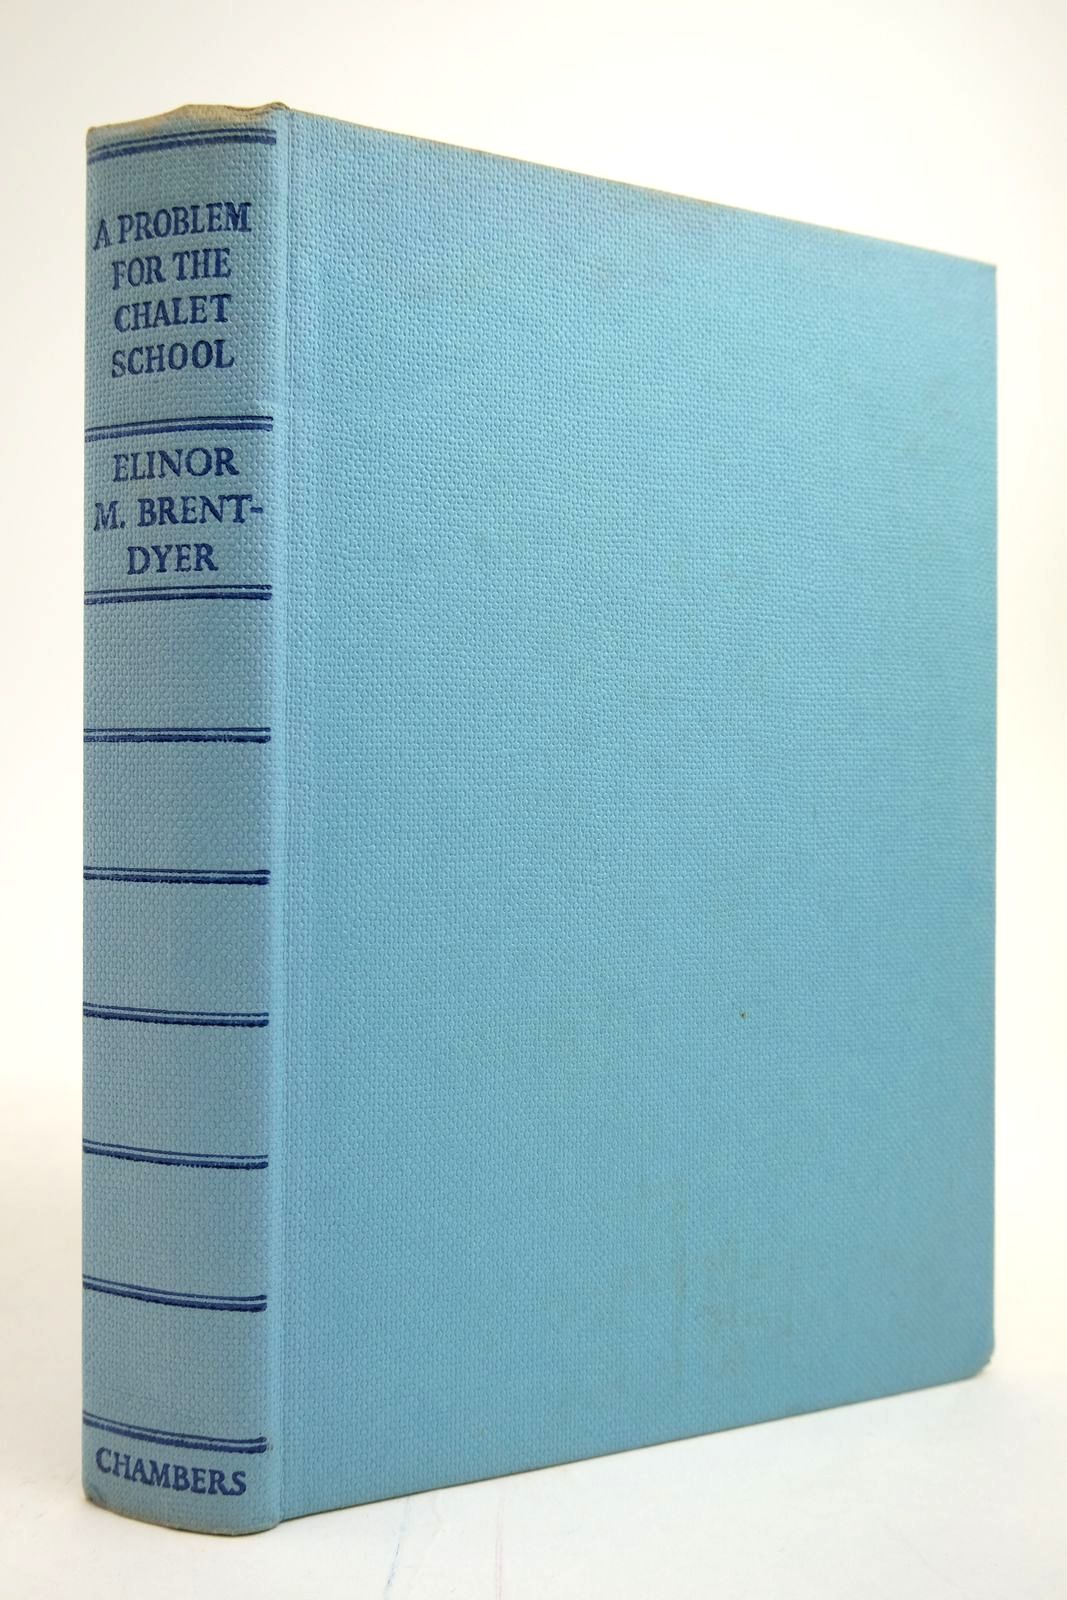 A PROBLEM
FOR THE
CHALET
SCHOOL
ELINOR
M. BRENT-
DYER
CHAMBERS